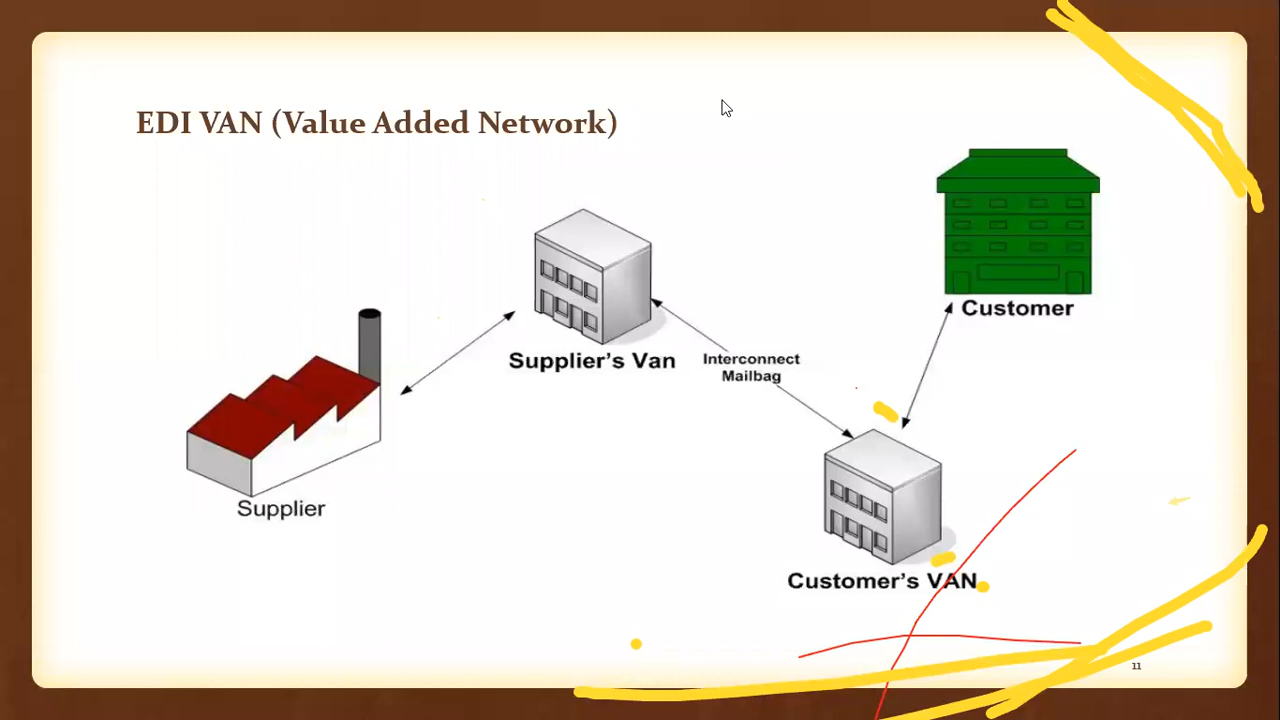 EDI VAN (Value Added Network)
Customer
Supplier's Van
Interconnect
Mailbag
Supplier
Customer's VAN
11